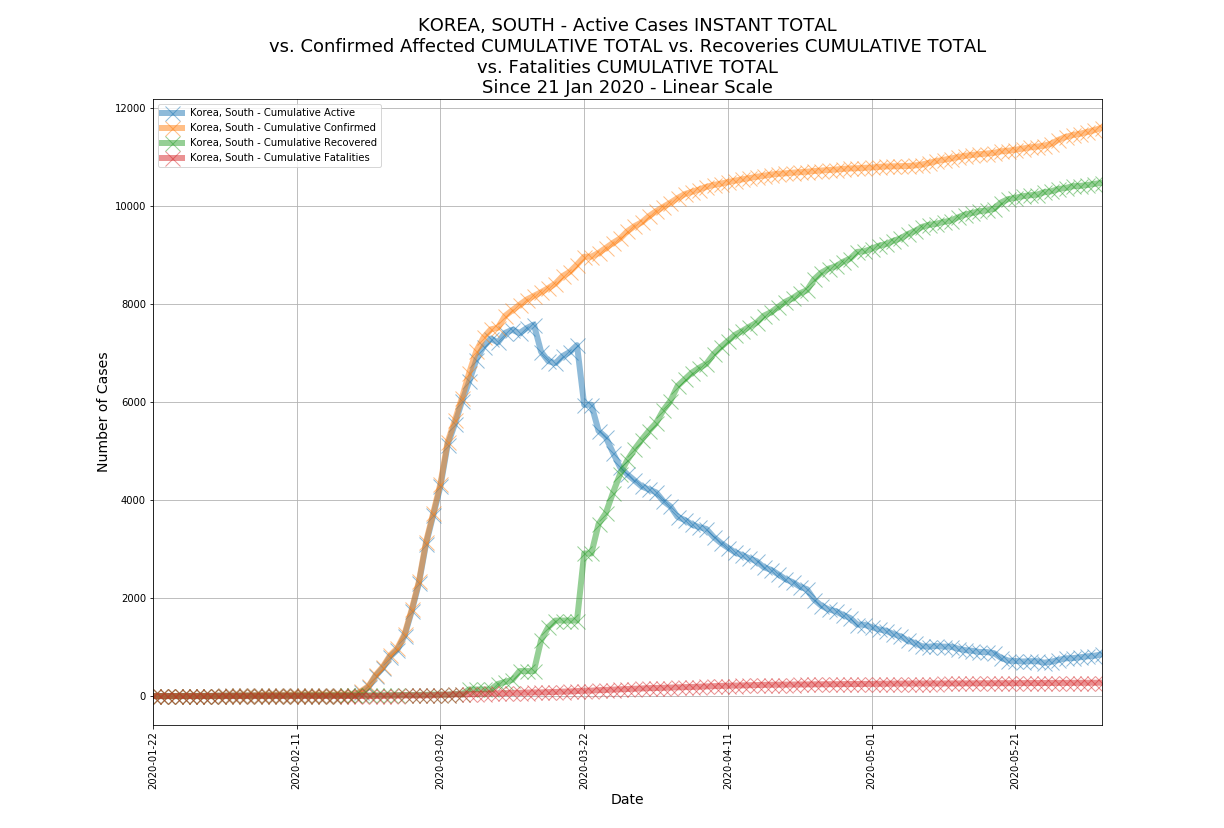 KOREA, SOUTH - Active Cases INSTANT TOTAL
vs. Confirmed Affected CUMULATIVE TOTAL vs. Recoveries CUMULATIVE TOTAL
vs. Fatalities CUMULATIVE TOTAL
Since 21 Jan 2020 - Linear Scale
Korea, South - Cumulative Active
Korea, South - Cumulative Confirmed
Korea, South - Cumulative Recovered
Korea, South - Cumulative Fatalities
Number of Cases
12000
10000
8000
6000
4000
2000
0
2020-01-22
2020-02-11
2020-03-02
2020-03-22
2020-04-11
2020-05-01
2020-05-21
Date